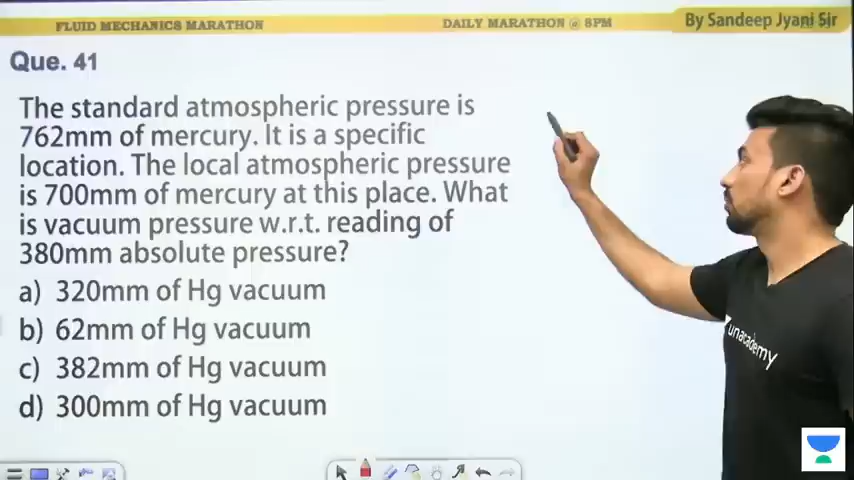 FLUID MECHANICS MARATHON
DAILY MARATHON @ 8PM
By Sandeep Jyani Sir
Que. 41
The standard atmospheric pressure is
762mm of mercury. It is a specific
location. The local atmospheric pressure
is 700mm of mercury at this place. What
is vacuum pressure w.r.t. reading of
380mm absolute pressure?
a) 320mm of Hg vacuum
b) 62mm of Hg vacuum
c) 382mm of Hg vacuum
d) 300mm of Hg vacuum
unacademy